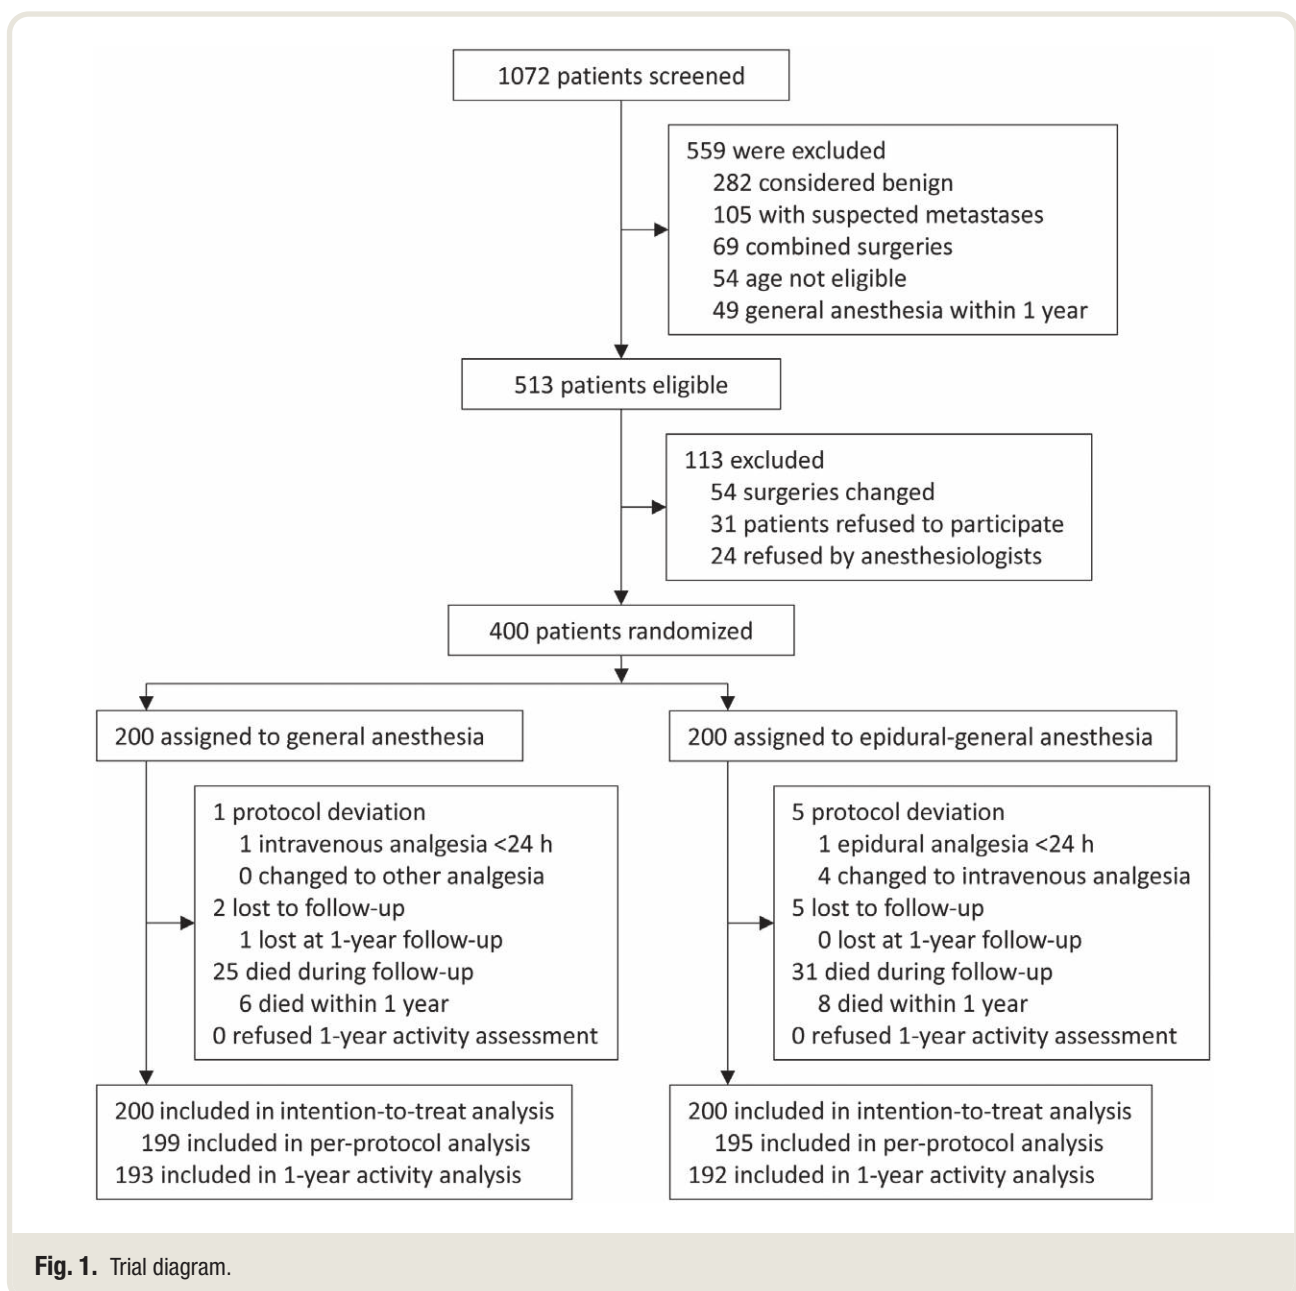 1072 patients screened
559 were excluded
282 considered benign
105 with suspected metastases
69 combined surgeries
54 age not eligible
49 general anesthesia within 1 year
513 patients eligible
113 excluded
54 surgeries changed
31 patients refused to participate
24 refused by anesthesiologists
400 patients randomized
200 assigned to general anesthesia
1 protocol deviation
1 intravenous analgesia <24 h
0 changed to other analgesia
2 lost to follow-up
1 lost at 1-year follow-up
25 died during follow-up
6 died within 1 year
0 refused 1-year activity assessment
200 included in intention-to-treat analysis
199 included in per-protocol analysis
193 included in 1-year activity analysis
200 assigned to epidural-general anesthesia
5 protocol deviation
1 epidural analgesia <24 h
4 changed to intravenous analgesia
5 lost to follow-up
0 lost at 1-year follow-up
31 died during follow-up
8 died within 1 year
0 refused 1-year activity assessment
200 included in intention-to-treat analysis
195 included in per-protocol analysis
192 included in 1-year activity analysis
Fig. 1. Trial diagram.